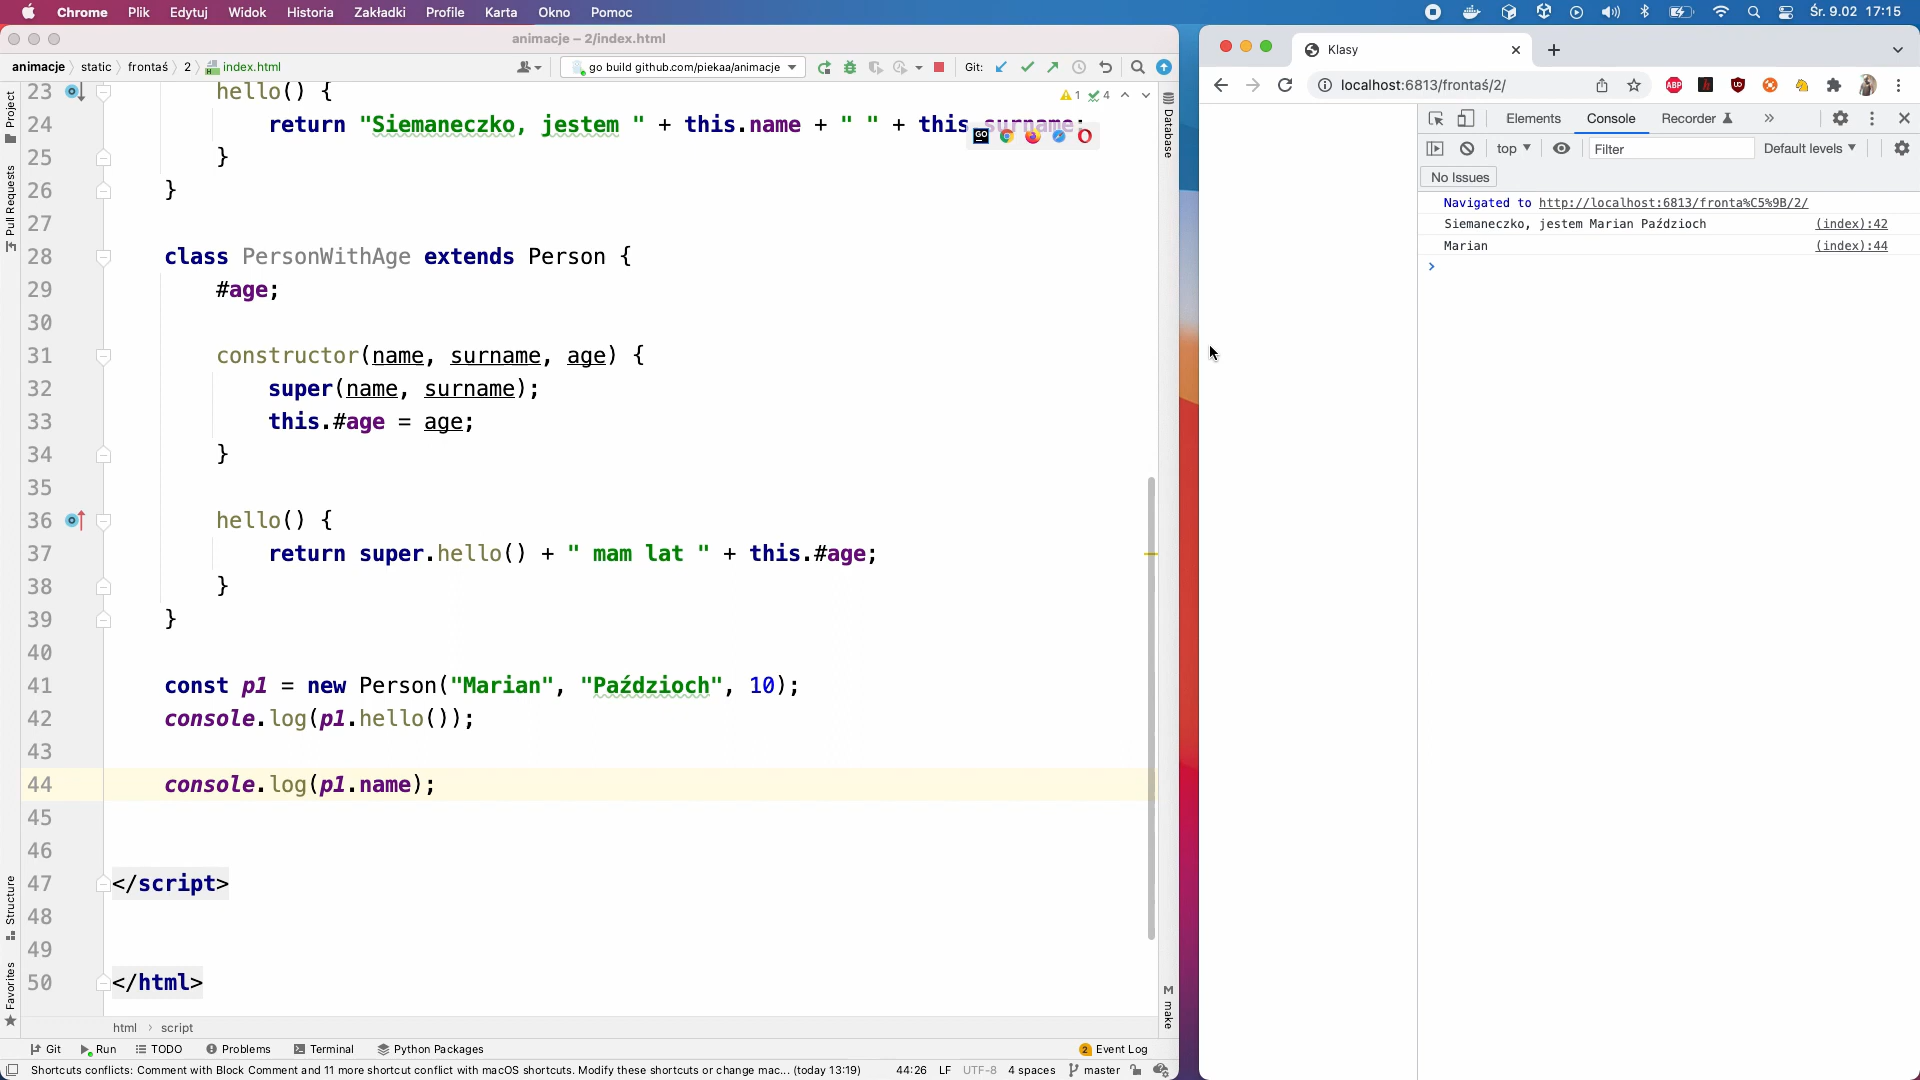 Chrome Plik Edytuj Widok Historia Zakładki Profile Karta Okno Pomoc
Śr. 9.02 17:15
animacje – 2/index.html
animacje static frontaś 2 index.html
go build github.com/piekaa/animacje
Git:
Project
Pull Requests
Structure
Favorites
23 hello() {
24 return "Siemaneczko, jestem " + this.name + " " + this.surname;
25 }
26 }
27
28 class PersonWithAge extends Person {
29 #age;
30
31 constructor(name, surname, age) {
32 super(name, surname);
33 this.#age = age;
34 }
35
36 hello() {
37 return super.hello() + " mam lat " + this.#age;
38 }
39 }
40
41 const p1 = new Person("Marian", "Paździoch", 10);
42 console.log(p1.hello());
43
44 console.log(p1.name);
45
46
47 </script>
48
49
50 </html>
1 4
GO
Database
M make
html script
Git Run TODO Problems Terminal Python Packages
2 Event Log
Shortcuts conflicts: Comment with Block Comment and 11 more shortcut conflict with macOS shortcuts. Modify these shortcuts or change mac... (today 13:19)
44:26 LF UTF-8 4 spaces master
Klasy
localhost:6813/frontaś/2/
ABP
Elements Console Recorder
top Filter Default levels
No Issues
Navigated to http://localhost:6813/fronta%C5%9B/2/
Siemaneczko, jestem Marian Paździoch (index):42
Marian (index):44